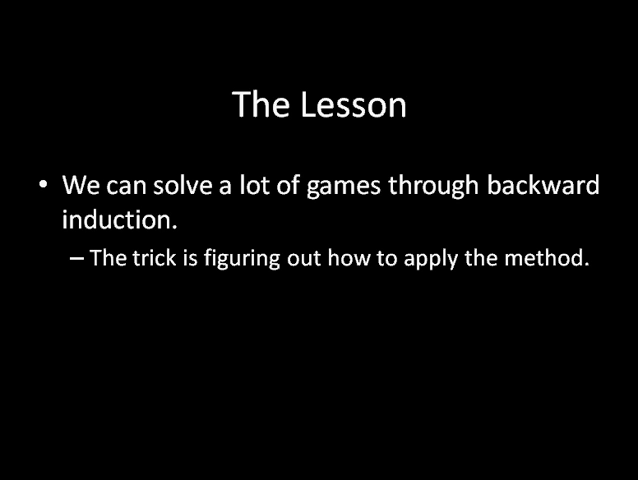 The Lesson
• We can solve a lot of games through backward
induction.
– The trick is figuring out how to apply the method.